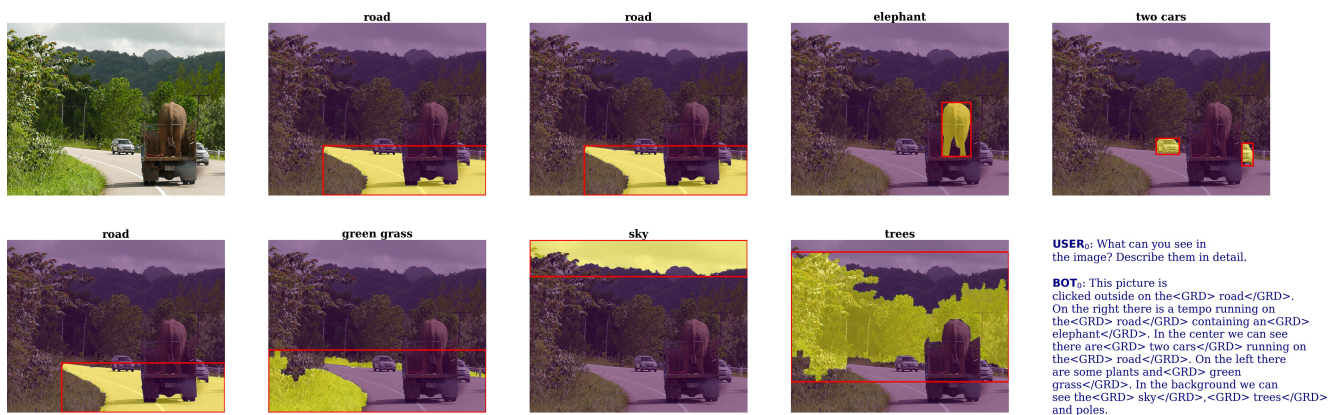 road
road
elephant
two cars
road
green grass
sky
trees
USER₀: What can you see in
the image? Describe them in detail.
BOT₀: This picture is
clicked outside on the<GRD> road</GRD>.
On the right there is a tempo running on
the<GRD> road</GRD> containing an<GRD>
elephant</GRD>. In the center we can see
there are<GRD> two cars</GRD> running on
the<GRD> road</GRD>. On the left there
are some plants and<GRD> green
grass</GRD>. In the background we can
see the<GRD> sky</GRD>,<GRD> trees</GRD>
and poles.